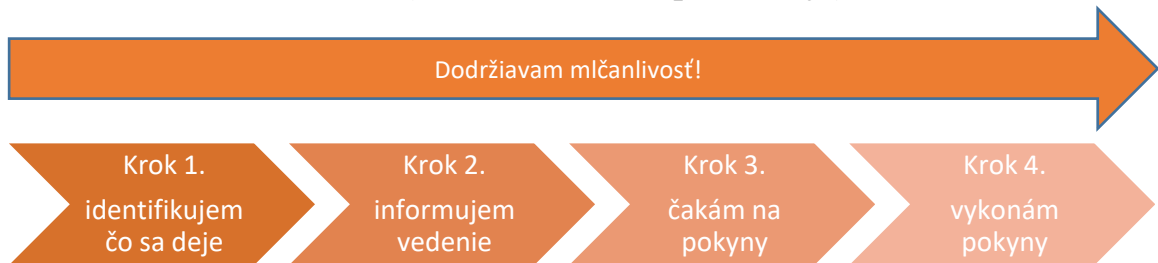 Dodržiavam mlčanlivosť!
Krok 1.
identifikujem
čo sa deje
Krok 2.
informujem
vedenie
Krok 3.
čakám na
pokyny
Krok 4.
vykonám
pokyny